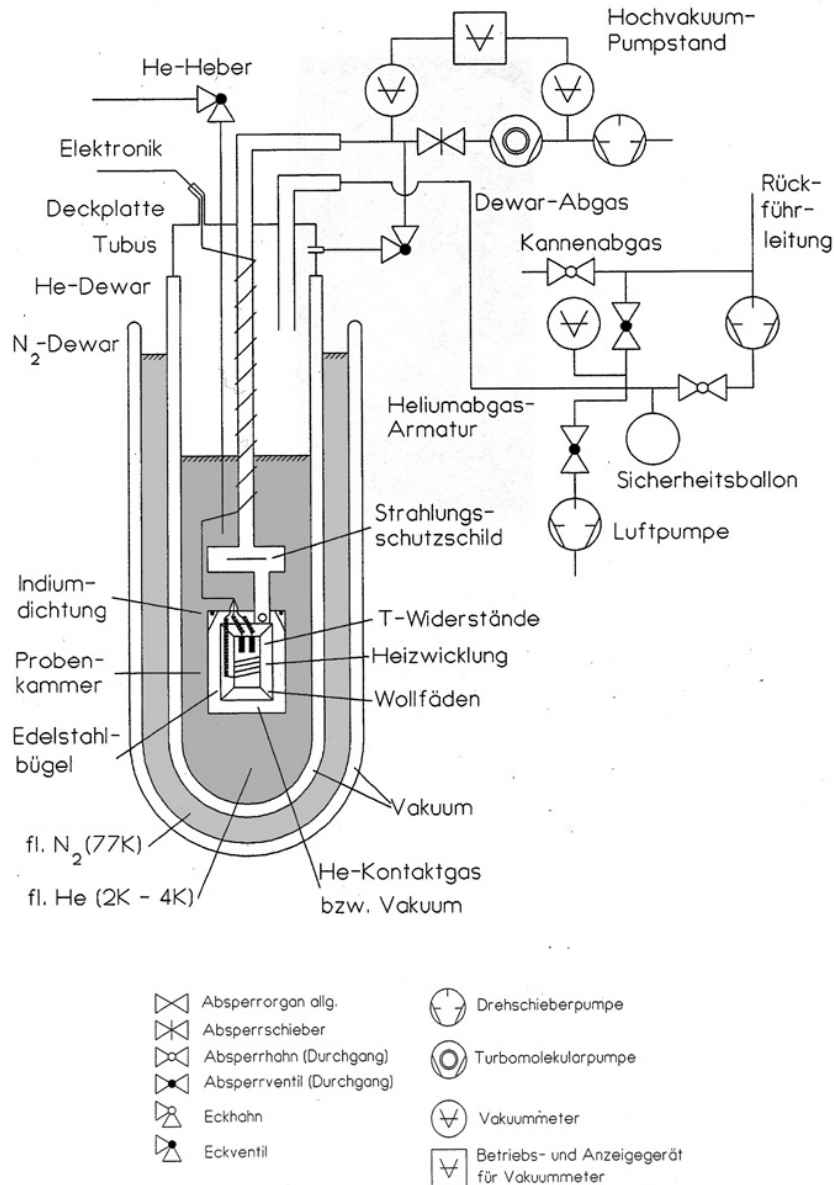 Hochvakuum-
Pumpstand
He-Heber
Elektronik
Deckplatte
Tubus
He-Dewar
N2-Dewar
Dewar-Abgas
Kannenabgas
Rück-
führ-
leitung
Heliumabgas-
Armatur
Sicherheitsballon
Luftpumpe
Strahlungs-
schutzschild
Indium-
dichtung
T-Widerstände
Heizwicklung
Proben-
kammer
Wollfäden
Edelstahl-
bügel
Vakuum
fl. N2 (77K)
fl. He (2K - 4K)
He-Kontaktgas
bzw. Vakuum
Absperrorgan allg.
Absperrschieber
Absperrhahn (Durchgang)
Absperrventil (Durchgang)
Eckhahn
Eckventil
Drehschieberpumpe
Turbomolekularpumpe
Vakuummeter
Betriebs- und Anzeigegerät
für Vakuummeter